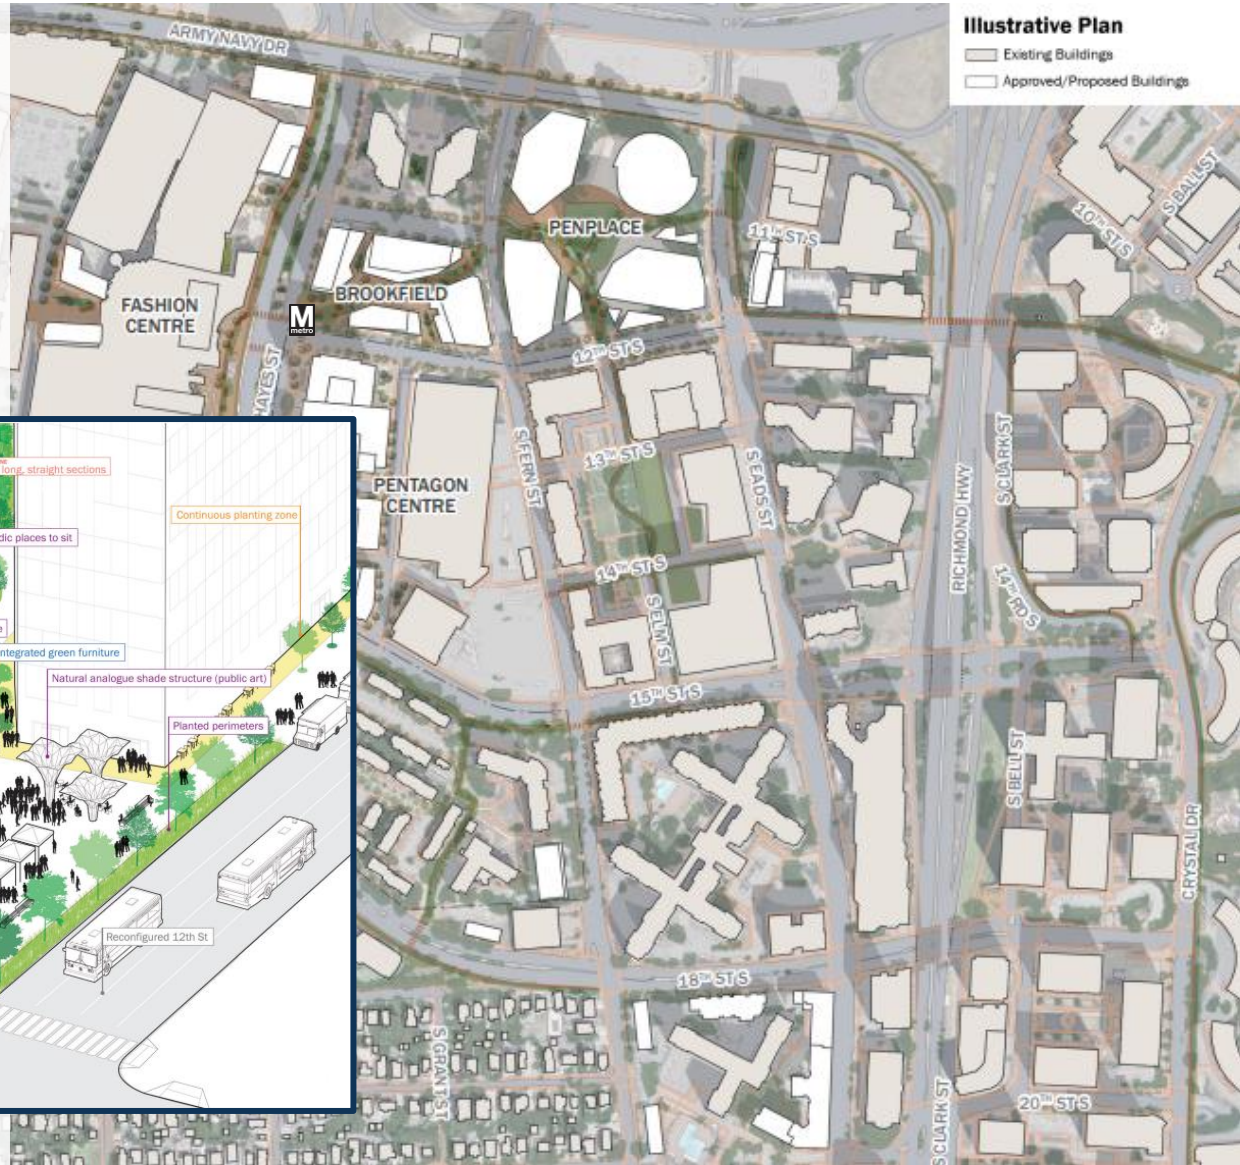 Illustrative Plan
Existing Buildings
Approved/Proposed Buildings
ARMY NAVY DR
S BALL ST
10TH ST S
PENPLACE
11TH ST S
BROOKFIELD
FASHION
CENTRE
M
metro
12TH ST S
HAYES ST
S FERN ST
13TH ST S
S EADS ST
S CLARK ST
RICHMOND HWY
PENTAGON
CENTRE
14TH ST S
14TH RD S
S ELM ST
15TH ST S
S BELL ST
CRYSTAL DR
18TH ST S
S GRANT ST
S CLARK ST
20TH ST S
long, straight sections
Continuous planting zone
places to sit
integrated green furniture
Natural analogue shade structure (public art)
Planted perimeters
Reconfigured 12th St